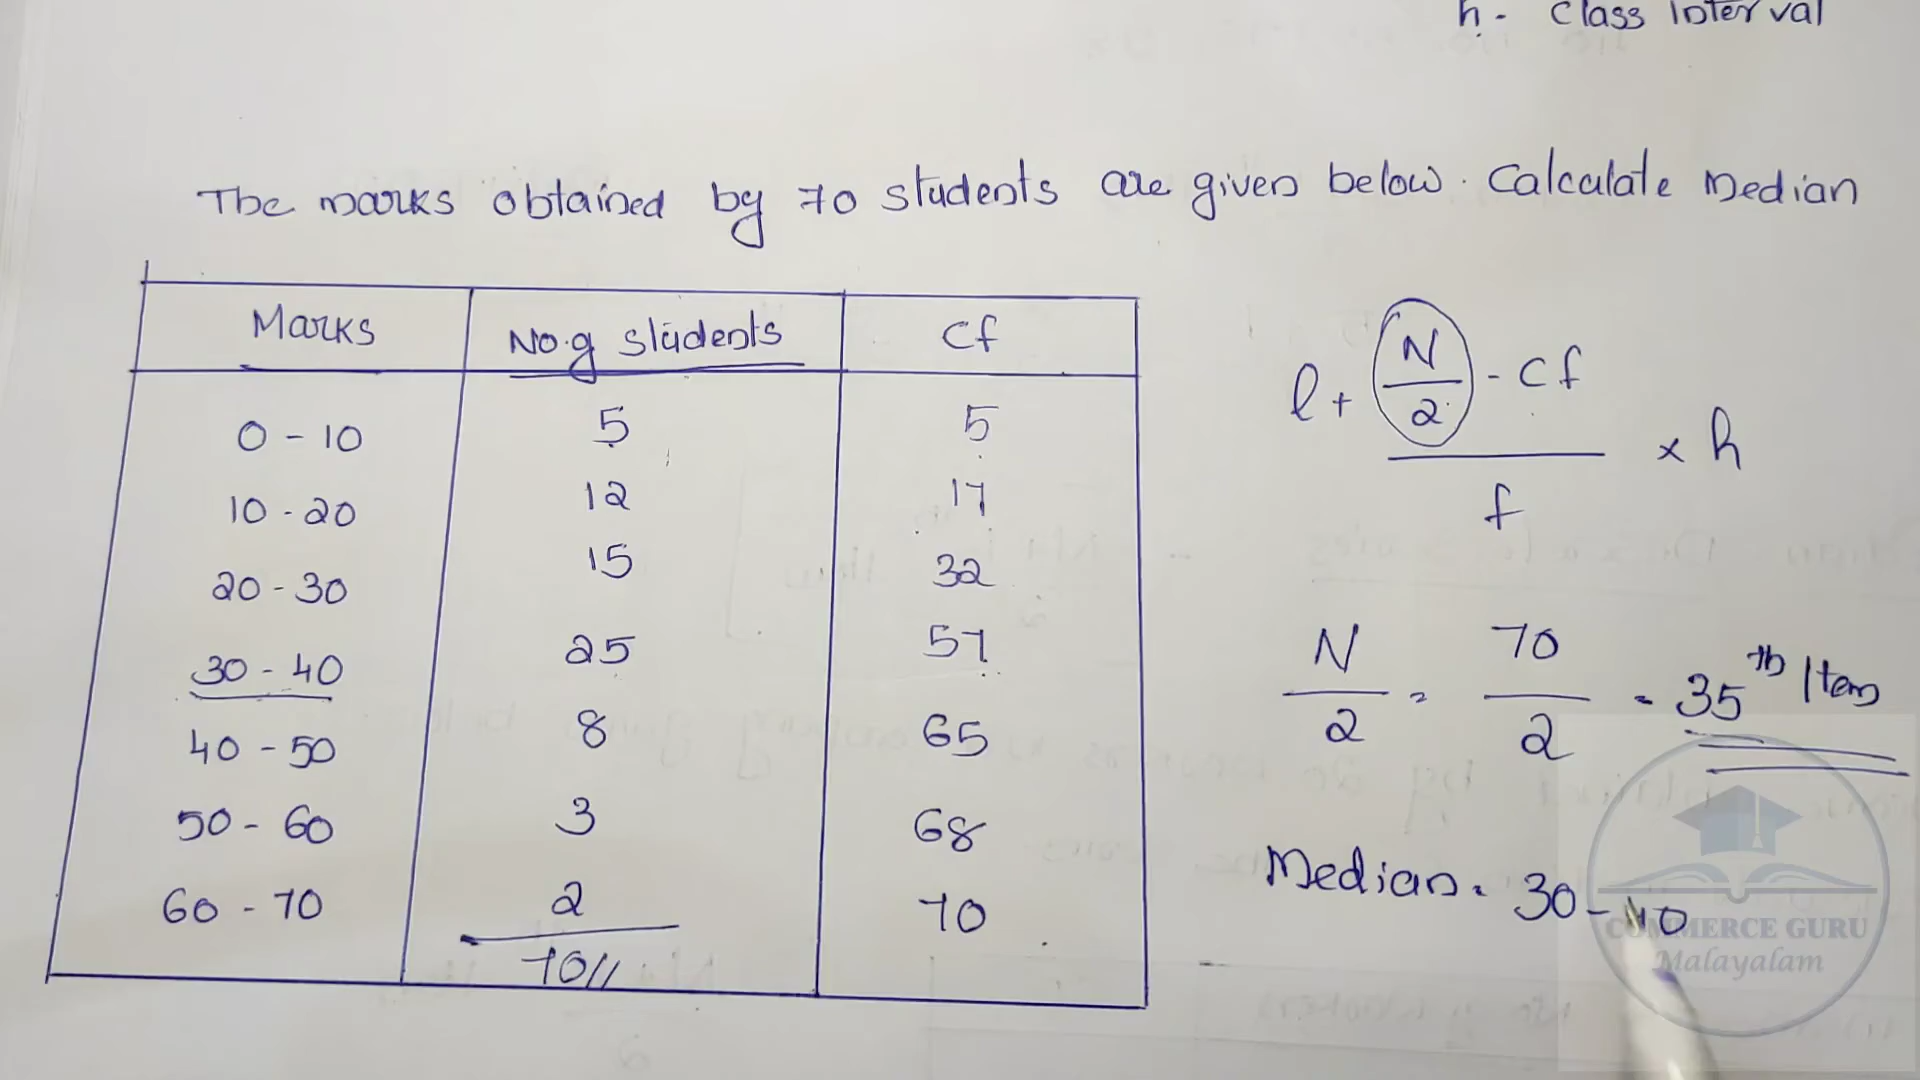 h - Class Interval
The marks obtained by 70 students are given below. Calculate Median
Marks No. of students Cf
0 - 10 5 5
10 - 20 12 17
20 - 30 15 32
30 - 40 25 57
40 - 50 8 65
50 - 60 3 68
60 - 70 2 70
70//
l + N/2 - cf / f × h
N/2 = 70/2 = 35th Item
Median = 30 - 40
COMMERCE GURU
Malayalam